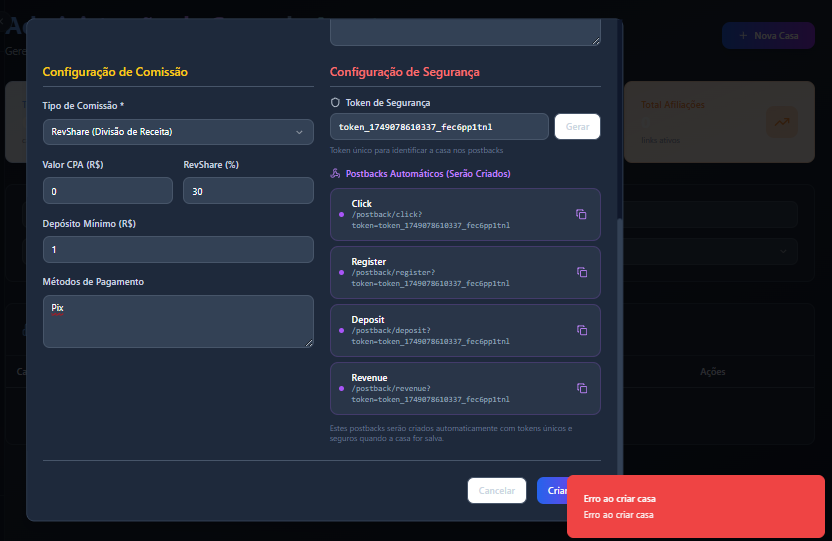 Nova Casa
Gere
Total Afiliações
Configuração de Comissão
Tipo de Comissão *
RevShare (Divisão de Receita)
Valor CPA (R$)
RevShare (%)
0
30
Depósito Mínimo (R$)
1
Métodos de Pagamento
Pix
Configuração de Segurança
Token de Segurança
token_1749078610337_fec6pp1tnl
Gerar
Token único para identificar a casa nos postbacks
Postbacks Automáticos (Serão Criados)
Click
/postback/click?
token=token_1749078610337_fec6pp1tnl
Register
/postback/register?
token=token_1749078610337_fec6pp1tnl
Deposit
/postback/deposit?
token=token_1749078610337_fec6pp1tnl
Revenue
/postback/revenue?
token=token_1749078610337_fec6pp1tnl
Estes postbacks serão criados automaticamente com tokens únicos e
seguros quando a casa for salva.
Ações
Cancelar
Criar
Erro ao criar casa
Erro ao criar casa